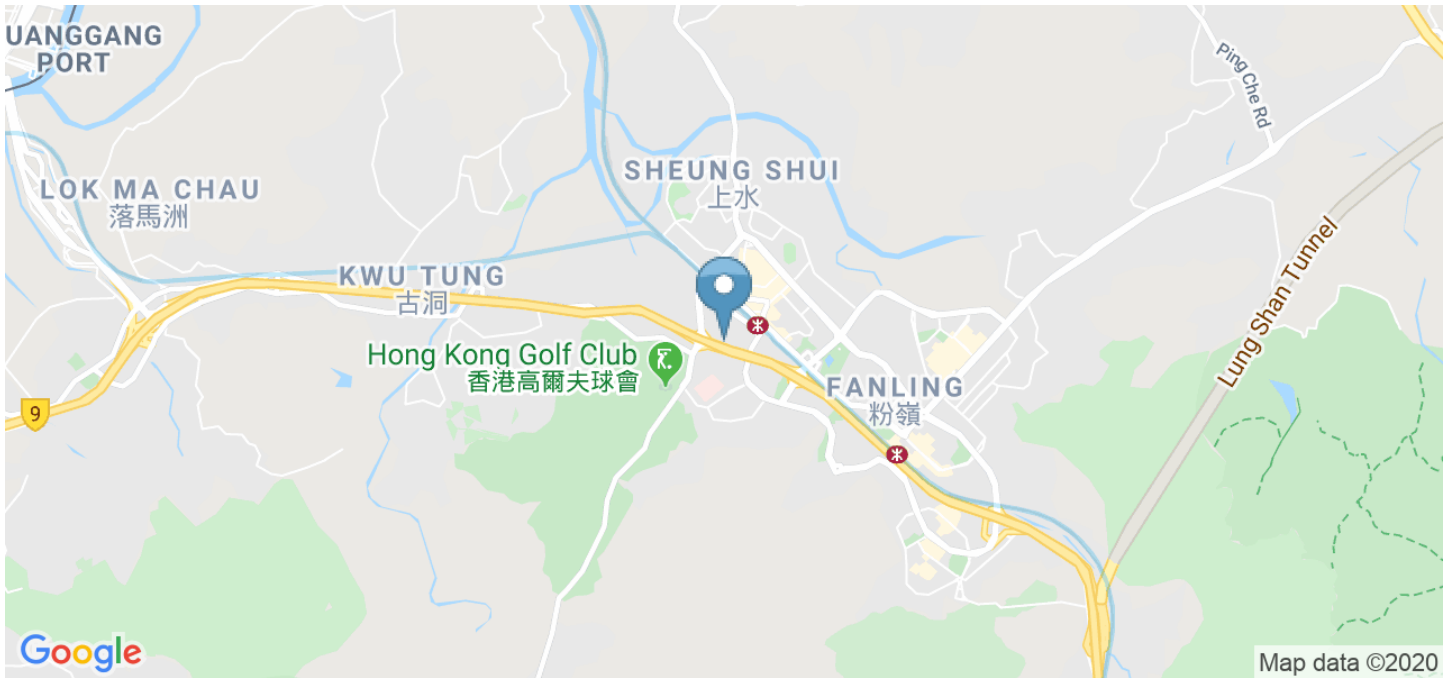 UANGGANG
PORT
Ping Che Rd
SHEUNG SHUI
上水
LOK MA CHAU
落馬洲
KWU TUNG
古洞
Lung Shan Tunnel
Hong Kong Golf Club
香港高爾夫球會
FANLING
粉嶺
9
Google
Map data ©2020